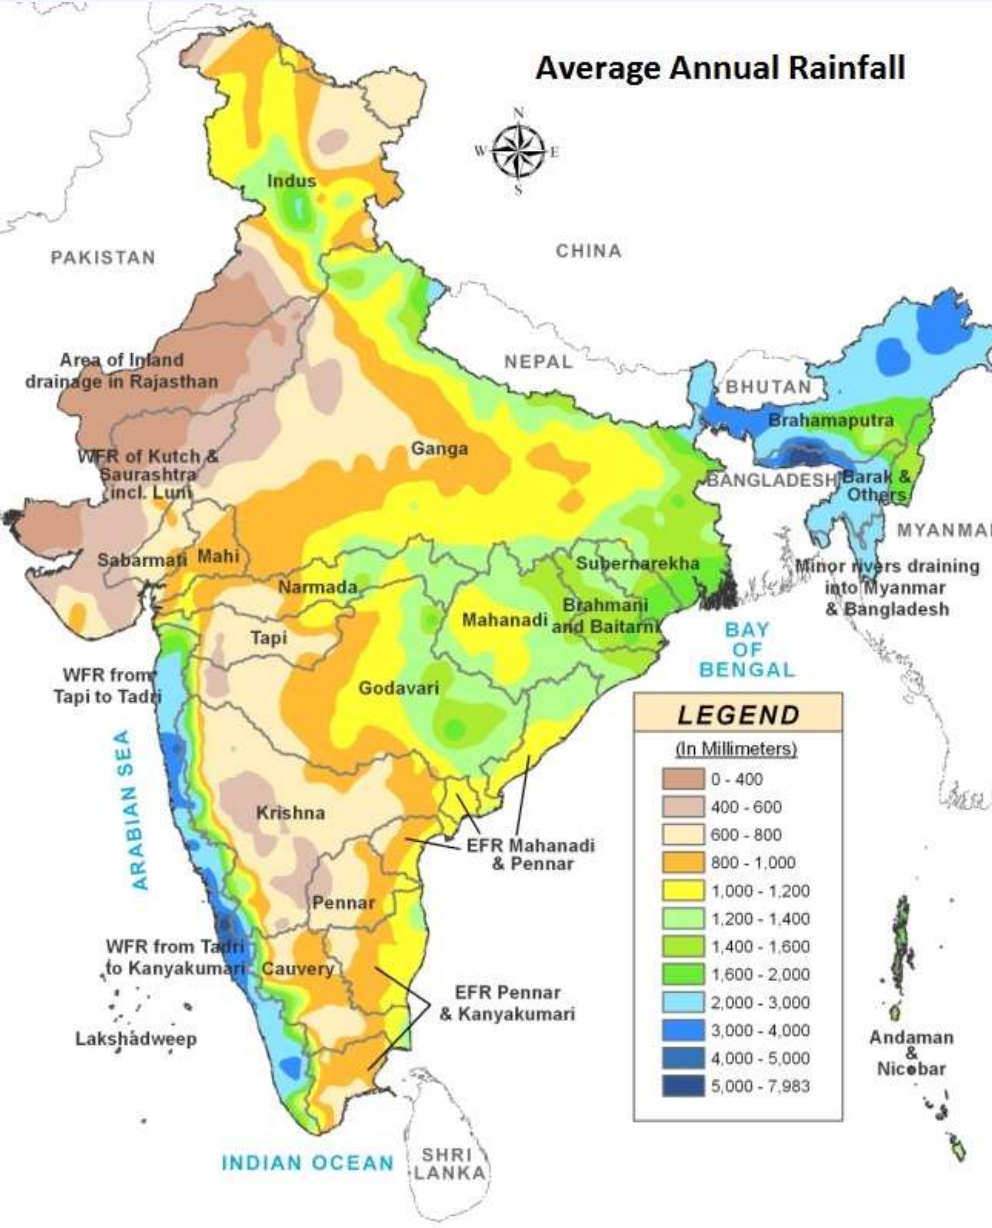 Average Annual Rainfall
N
W
E
S
Indus
PAKISTAN
CHINA
NEPAL
BHUTAN
Area of Inland
drainage in Rajasthan
Brahamaputra
Ganga
WFR of Kutch &
Saurashtra
incl. Luni
BANGLADESH
Barak &
Others
MYANMAR
Sabarmati
Mahi
Subernarekha
Minor rivers draining
into Myanmar
& Bangladesh
Narmada
Mahanadi
Brahmani
and Baitarni
Tapi
BAY
OF
BENGAL
WFR from
Tapi to Tadri
Godavari
ARABIAN SEA
Krishna
EFR Mahanadi
& Pennar
Pennar
WFR from Tadri
to Kanyakumari
Cauvery
EFR Pennar
& Kanyakumari
Lakshadweep
Andaman
&
Nicobar
INDIAN OCEAN
SHRI
LANKA
LEGEND
(In Millimeters)
0 - 400
400 - 600
600 - 800
800 - 1,000
1,000 - 1,200
1,200 - 1,400
1,400 - 1,600
1,600 - 2,000
2,000 - 3,000
3,000 - 4,000
4,000 - 5,000
5,000 - 7,983